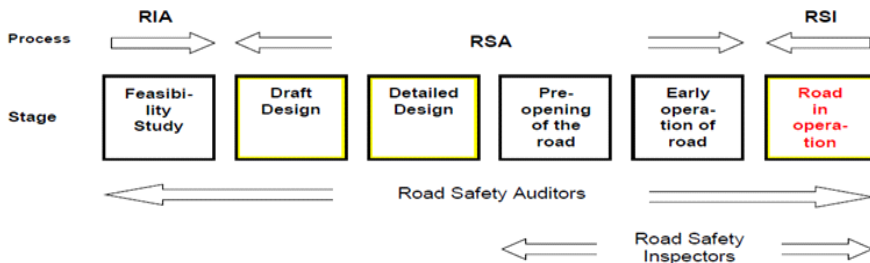 RIA
RSI
Process
RSA
Stage
Feasibi-
lity
Study
Draft
Design
Detailed
Design
Pre-
opening
of the
road
Early
opera-
tion of
road
Road
in
opera-
tion
Road Safety Auditors
Road Safety
Inspectors